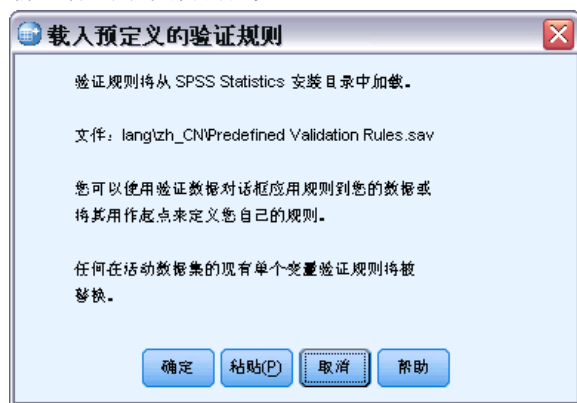 载入预定义的验证规则
验证规则将从 SPSS Statistics 安装目录中加载。
文件：lang\zh_CN\Predefined Validation Rules.sav
您可以使用验证数据对话框应用规则到您的数据或
将其用作起点来定义您自己的规则。
任何在活动数据集的现有单个变量验证规则将被
替换。
确定 粘贴(P) 取消 帮助